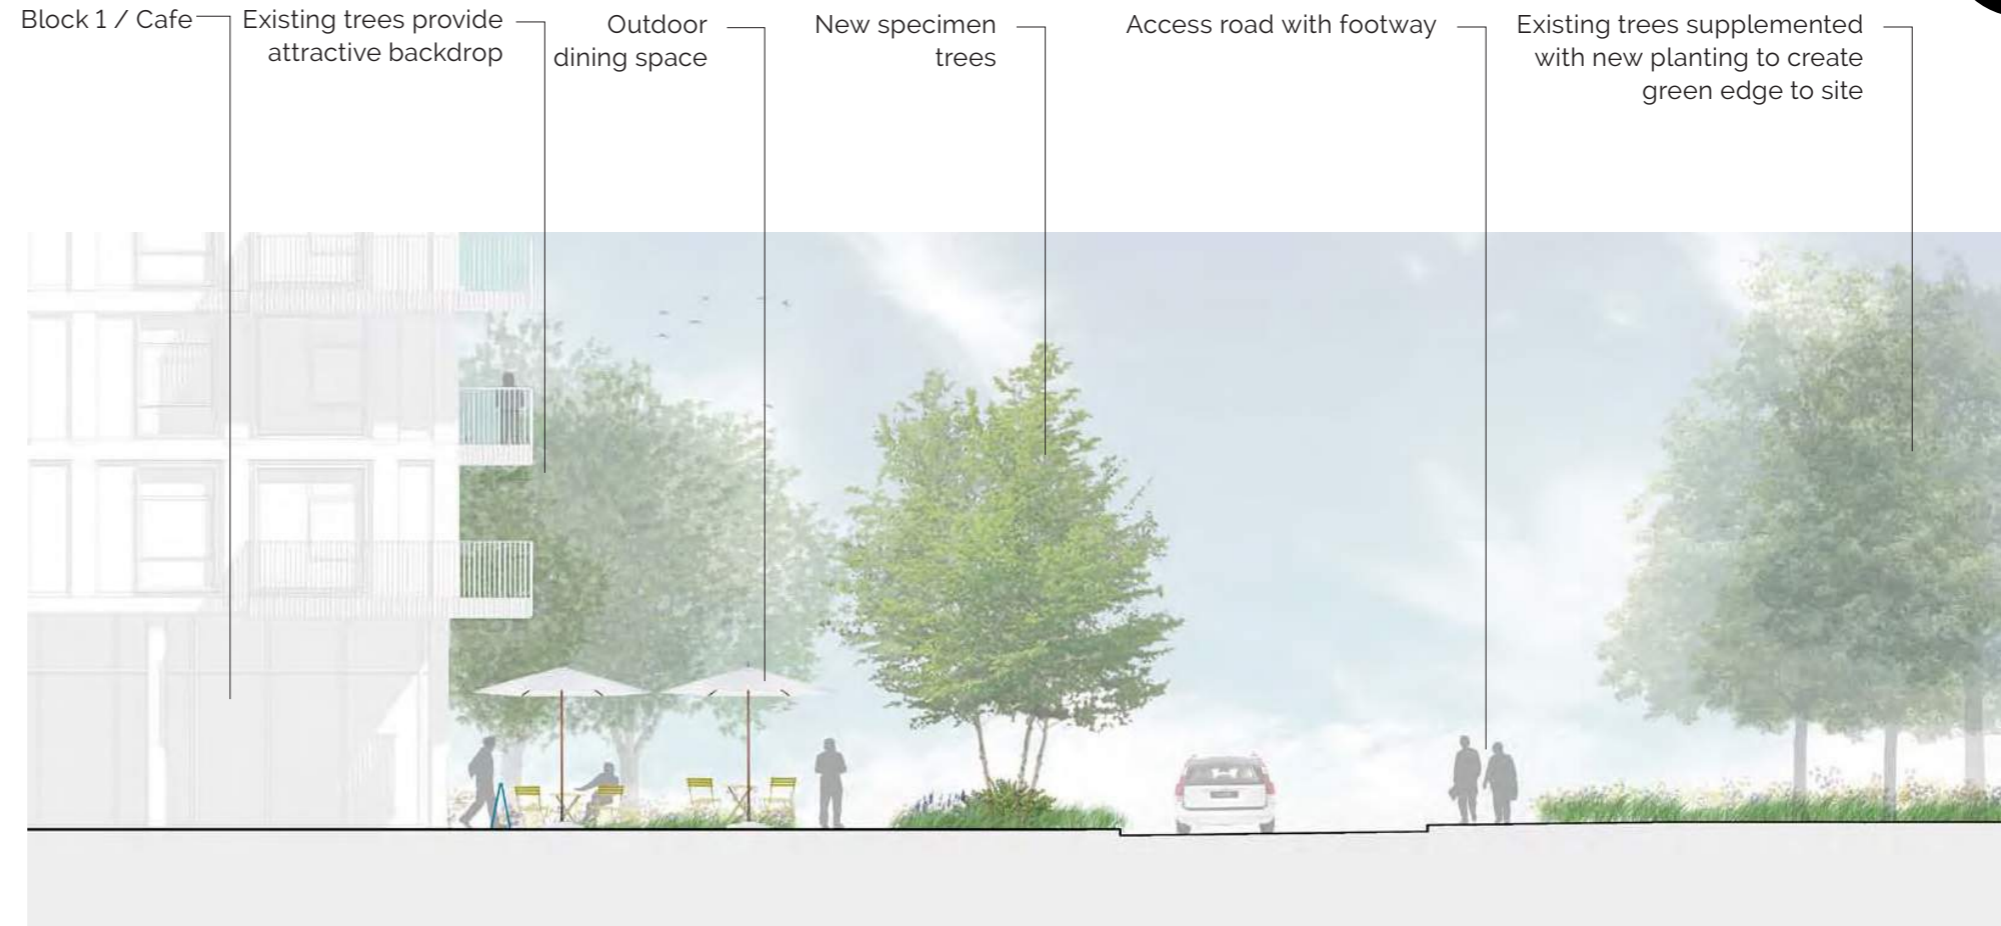 Block 1 / Cafe
Existing trees provide
attractive backdrop
Outdoor
dining space
New specimen
trees
Access road with footway
Existing trees supplemented
with new planting to create
green edge to site